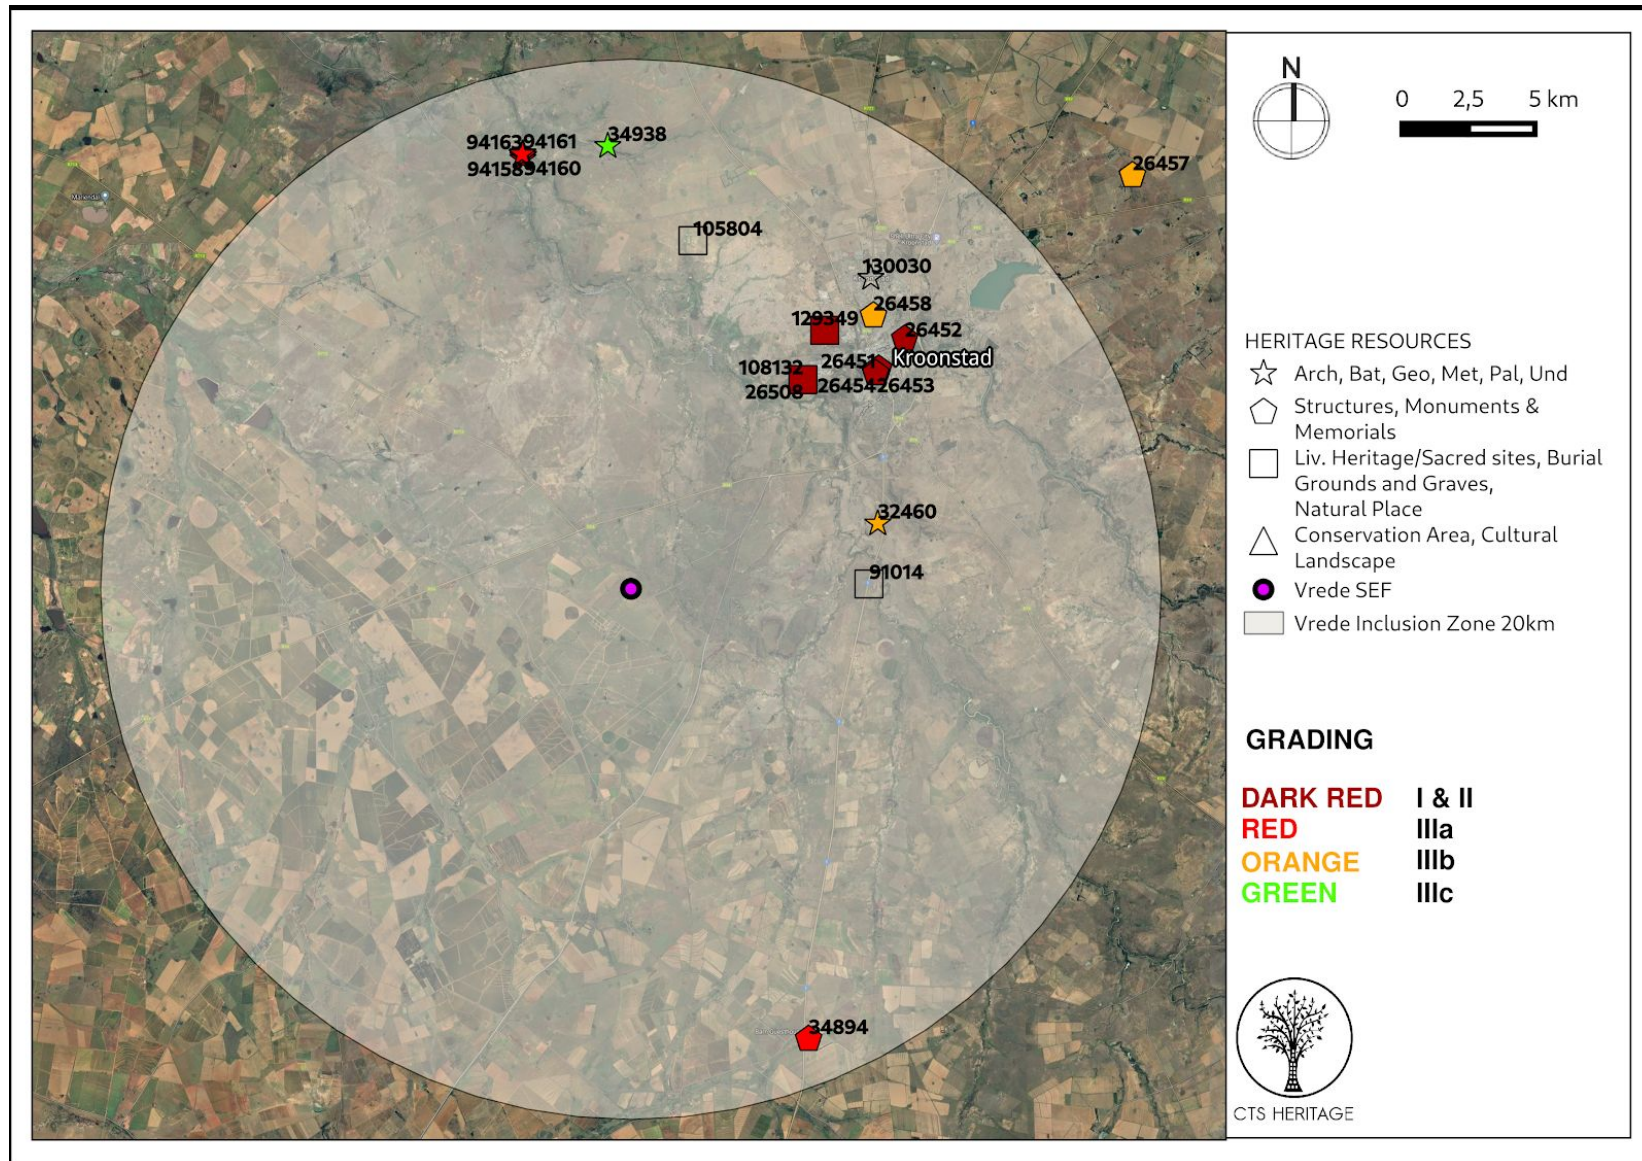 9416394161
34938
9415894160
26457
105804
130030
26458
129349
26452
26451
Kroonstad
108132
26508
2645426453
32460
91014
34894
N
0 2,5 5 km
HERITAGE RESOURCES
Arch, Bat, Geo, Met, Pal, Und
Structures, Monuments &
Memorials
Liv. Heritage/Sacred sites, Burial
Grounds and Graves,
Natural Place
Conservation Area, Cultural
Landscape
Vrede SEF
Vrede Inclusion Zone 20km
GRADING
DARK RED I & II
RED IIIa
ORANGE IIIb
GREEN IIIc
CTS HERITAGE